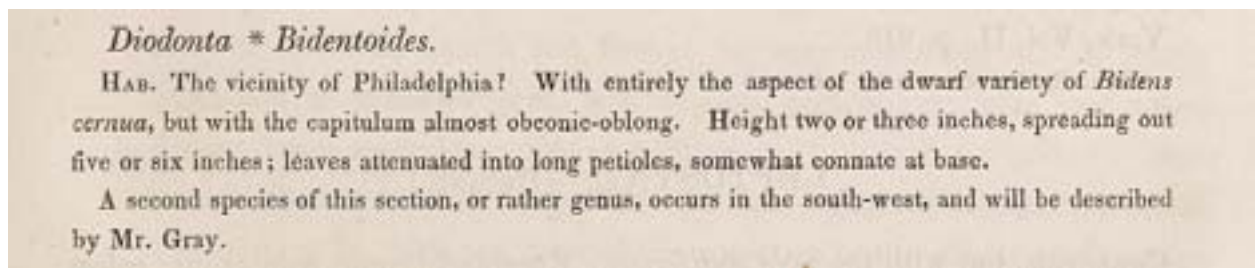 Diodonta * Bidentoides.
HAB. The vicinity of Philadelphia? With entirely the aspect of the dwarf variety of Bidens
cernua, but with the capitulum almost obconic-oblong. Height two or three inches, spreading out
five or six inches; leaves attenuated into long petioles, somewhat connate at base.
A second species of this section, or rather genus, occurs in the south-west, and will be described
by Mr. Gray.